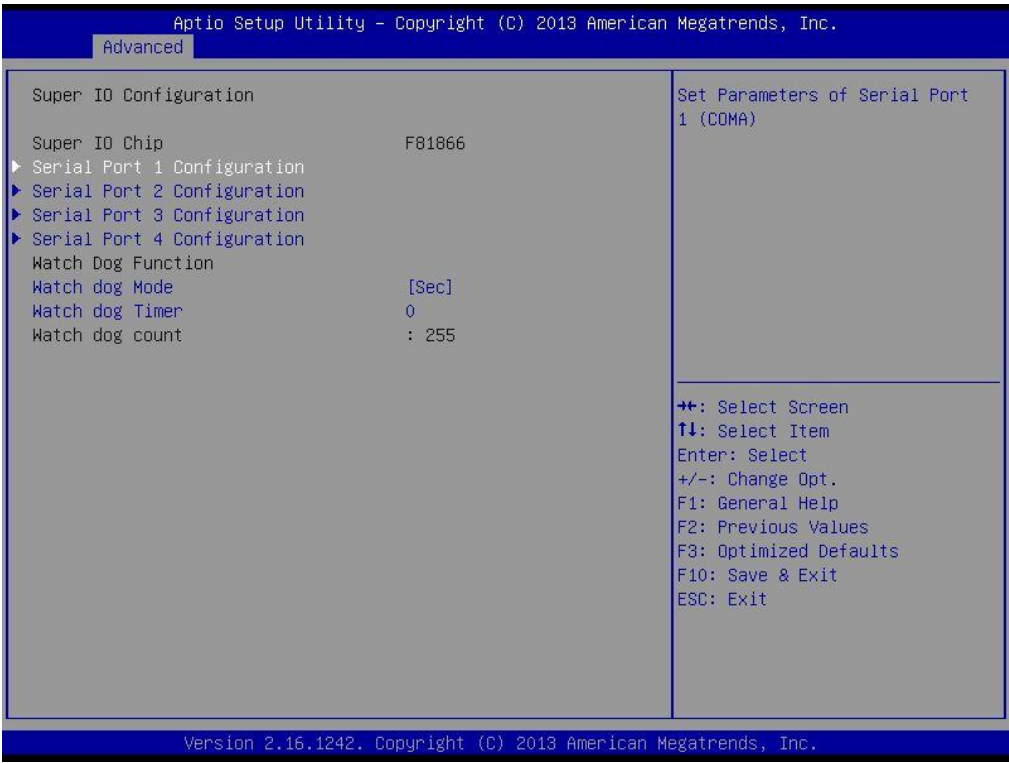 Aptio Setup Utility – Copyright (C) 2013 American Megatrends, Inc.
Advanced
Super IO Configuration
Super IO Chip F81866
Serial Port 1 Configuration
Serial Port 2 Configuration
Serial Port 3 Configuration
Serial Port 4 Configuration
Watch Dog Function
Watch dog Mode [Sec]
Watch dog Timer 0
Watch dog count : 255
Set Parameters of Serial Port
1 (COMA)
→←: Select Screen
↑↓: Select Item
Enter: Select
+/-: Change Opt.
F1: General Help
F2: Previous Values
F3: Optimized Defaults
F10: Save & Exit
ESC: Exit
Version 2.16.1242. Copyright (C) 2013 American Megatrends, Inc.